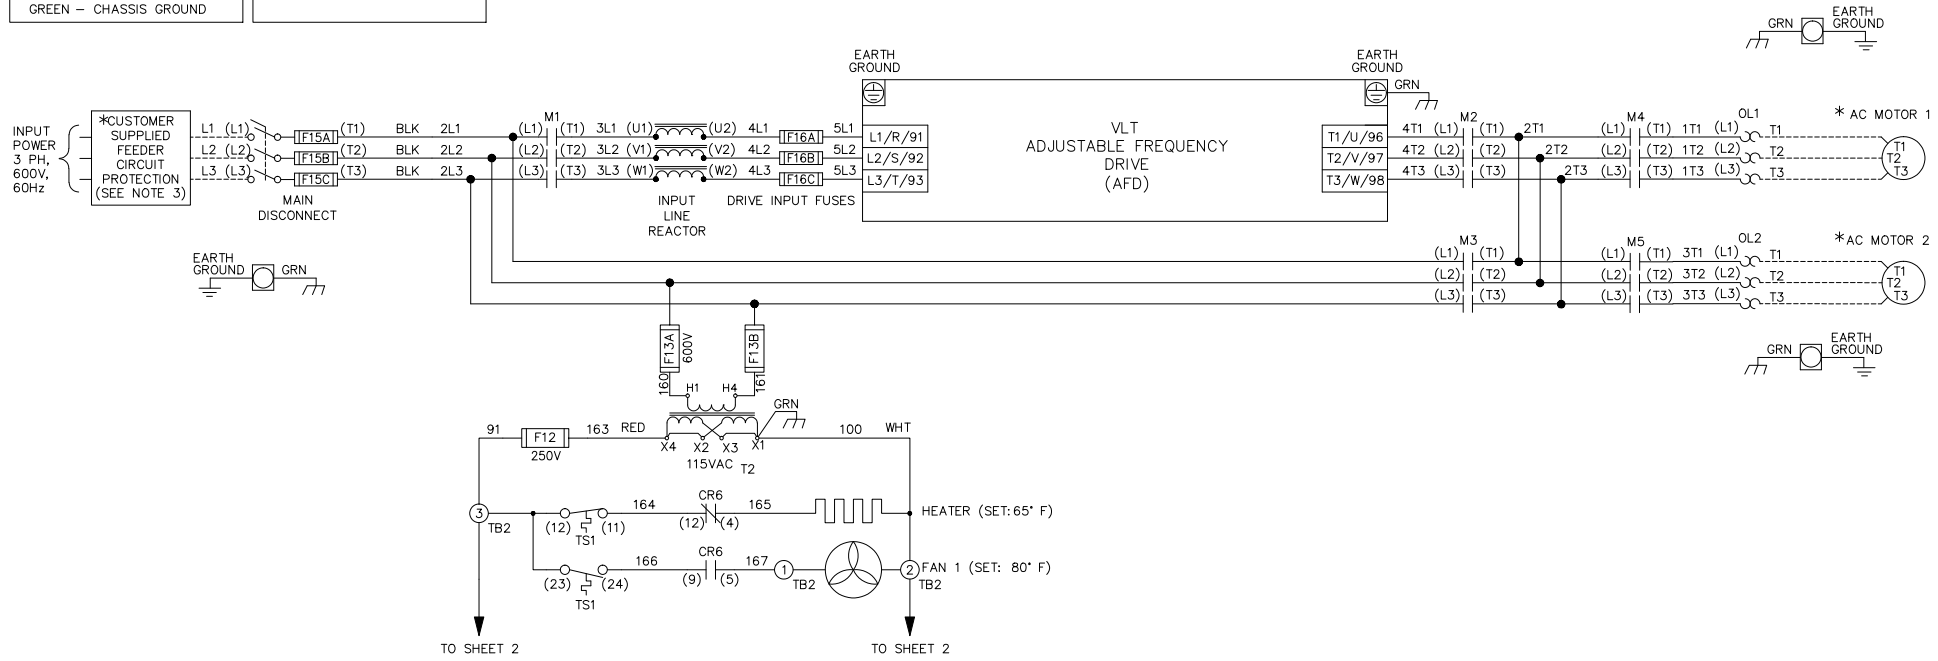 GREEN – CHASSIS GROUND
GRN
EARTH
GROUND
EARTH
GROUND
EARTH
GROUND
GRN
INPUT
POWER
3 PH,
600V,
60Hz
*CUSTOMER
SUPPLIED
FEEDER
CIRCUIT
PROTECTION
(SEE NOTE 3)
L1 (L1) F15A (T1) BLK 2L1 (L1) M1 (T1) 3L1 (U1) (U2) 4L1 F16A 5L1 L1/R/91
L2 (L2) F15B (T2) BLK 2L2 (L2) (T2) 3L2 (V1) (V2) 4L2 F16B 5L2 L2/S/92
L3 (L3) F15C (T3) BLK 2L3 (L3) (T3) 3L3 (W1) (W2) 4L3 F16C 5L3 L3/T/93
MAIN
DISCONNECT
INPUT
LINE
REACTOR
DRIVE INPUT FUSES
VLT
ADJUSTABLE FREQUENCY
DRIVE
(AFD)
T1/U/96 4T1 (L1) M2 (T1) 2T1 (L1) M4 (T1) 1T1 (L1) OL1 T1
T2/V/97 4T2 (L2) (T2) 2T2 (L2) (T2) 1T2 (L2) T2
T3/W/98 4T3 (L3) (T3) 2T3 (L3) (T3) 1T3 (L3) T3
* AC MOTOR 1
T1
T2
T3
EARTH
GROUND
GRN
(L1) M3 (T1) (L1) M5 (T1) 3T1 (L1) OL2 T1
(L2) (T2) (L2) (T2) 3T2 (L2) T2
(L3) (T3) (L3) (T3) 3T3 (L3) T3
*AC MOTOR 2
T1
T2
T3
GRN
EARTH
GROUND
F13A
600V
F13B
160
161
H1 H4
GRN
91 F12 163 RED
250V
X4 X2 X3 X1
100 WHT
115VAC T2
3
TB2
(12) (11)
TS1
164 CR6 165
(12) (4)
HEATER (SET:65° F)
(23) (24)
TS1
166 CR6 167
(9) (5)
1
TB2
2
TB2
FAN 1 (SET: 80° F)
TO SHEET 2
TO SHEET 2